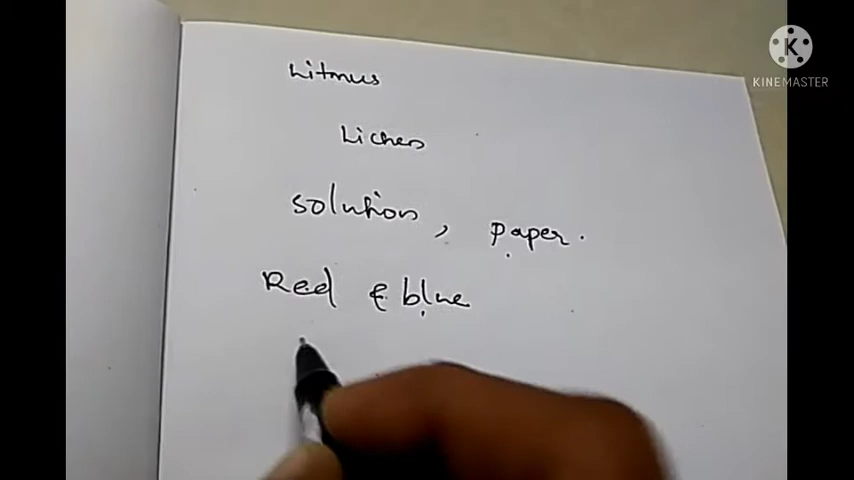 Litmus
Lichen
solution, paper.
Red & blue
K
KINEMASTER